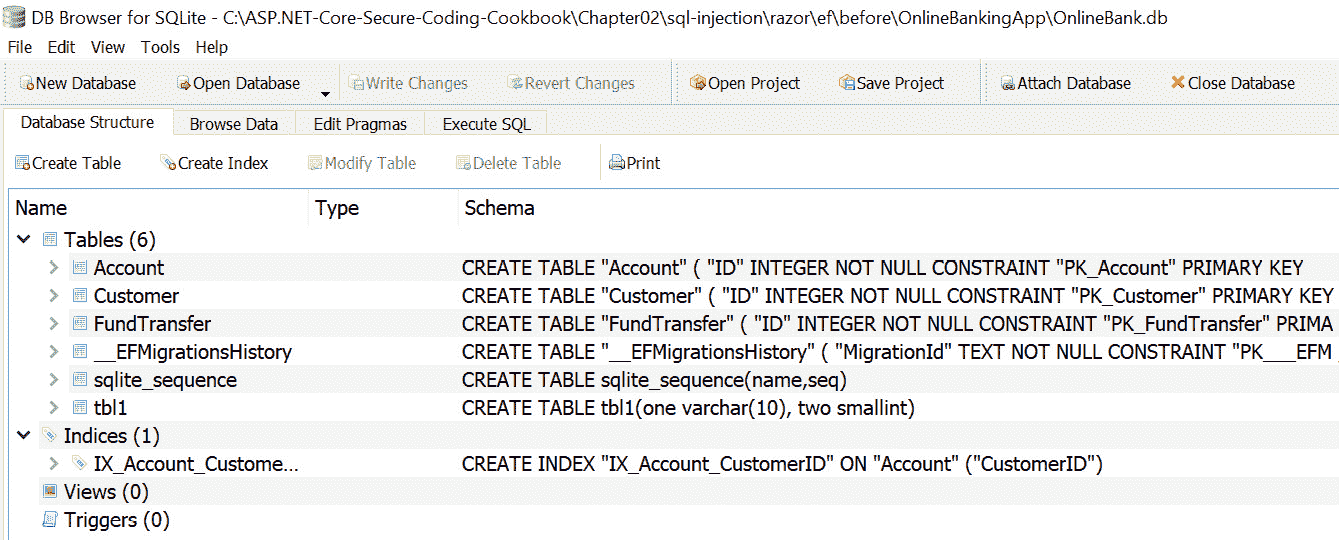 DB Browser for SQLite - C:\ASP.NET-Core-Secure-Coding-Cookbook\Chapter02\sql-injection\razor\ef\before\OnlineBankingApp\OnlineBank.db
File Edit View Tools Help
New Database Open Database Write Changes Revert Changes Open Project Save Project Attach Database Close Database
Database Structure Browse Data Edit Pragmas Execute SQL
Create Table Create Index Modify Table Delete Table Print
Name Type Schema
Tables (6)
Account CREATE TABLE "Account" ( "ID" INTEGER NOT NULL CONSTRAINT "PK_Account" PRIMARY KEY
Customer CREATE TABLE "Customer" ( "ID" INTEGER NOT NULL CONSTRAINT "PK_Customer" PRIMARY KEY
FundTransfer CREATE TABLE "FundTransfer" ( "ID" INTEGER NOT NULL CONSTRAINT "PK_FundTransfer" PRIMA
__EFMigrationsHistory CREATE TABLE "__EFMigrationsHistory" ( "MigrationId" TEXT NOT NULL CONSTRAINT "PK___EFM
sqlite_sequence CREATE TABLE sqlite_sequence(name,seq)
tbl1 CREATE TABLE tbl1(one varchar(10), two smallint)
Indices (1)
IX_Account_Custome... CREATE INDEX "IX_Account_CustomerID" ON "Account" ("CustomerID")
Views (0)
Triggers (0)